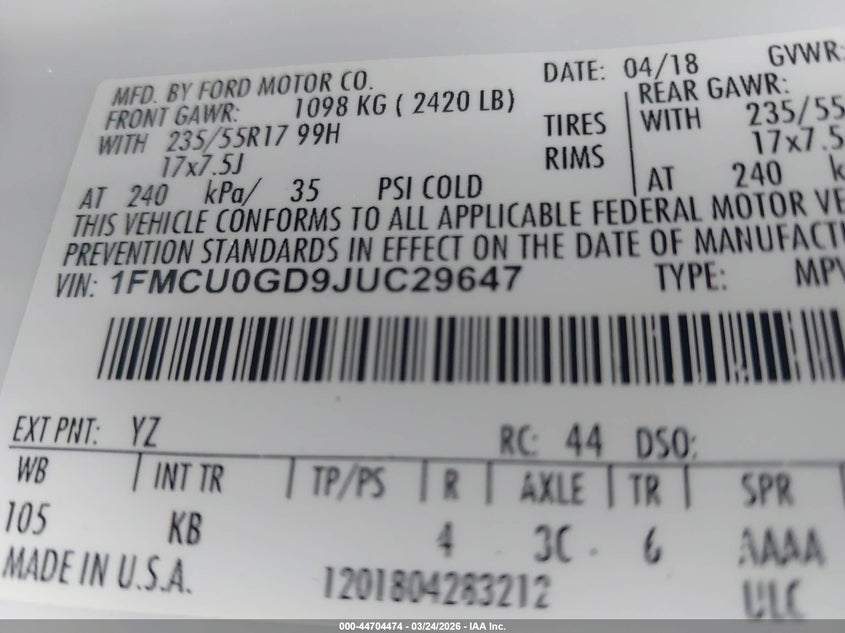 MFD. BY FORD MOTOR CO. DATE: 04/18 GVWR:
FRONT GAWR: 1098 KG ( 2420 LB) REAR GAWR:
WITH 235/55R17 99H TIRES WITH 235/55
17x7.5J RIMS 17x7.5
AT 240 kPa/ 35 PSI COLD AT 240 k
THIS VEHICLE CONFORMS TO ALL APPLICABLE FEDERAL MOTOR VE
PREVENTION STANDARDS IN EFFECT ON THE DATE OF MANUFACTU
VIN: 1FMCU0GD9JUC29647 TYPE: MPV
EXT PNT: YZ RC: 44 DSO:
WB INT TR TP/PS R AXLE TR SPR
105 KB 4 3C 6 AAAA
MADE IN U.S.A. 1201804283212 ULC
000-44704474 - 03/24/2026 - IAA Inc.